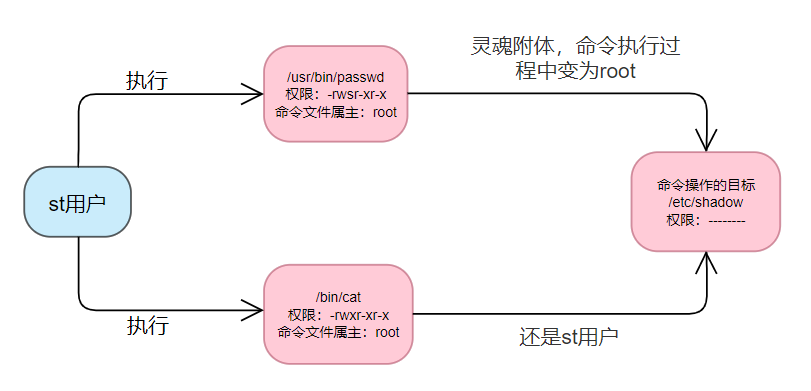 执行
/usr/bin/passwd
权限：-rwsr-xr-x
命令文件属主：root
灵魂附体，命令执行过
程中变为root
st用户
命令操作的目标
/etc/shadow
权限：--------
执行
/bin/cat
权限：-rwxr-xr-x
命令文件属主：root
还是st用户